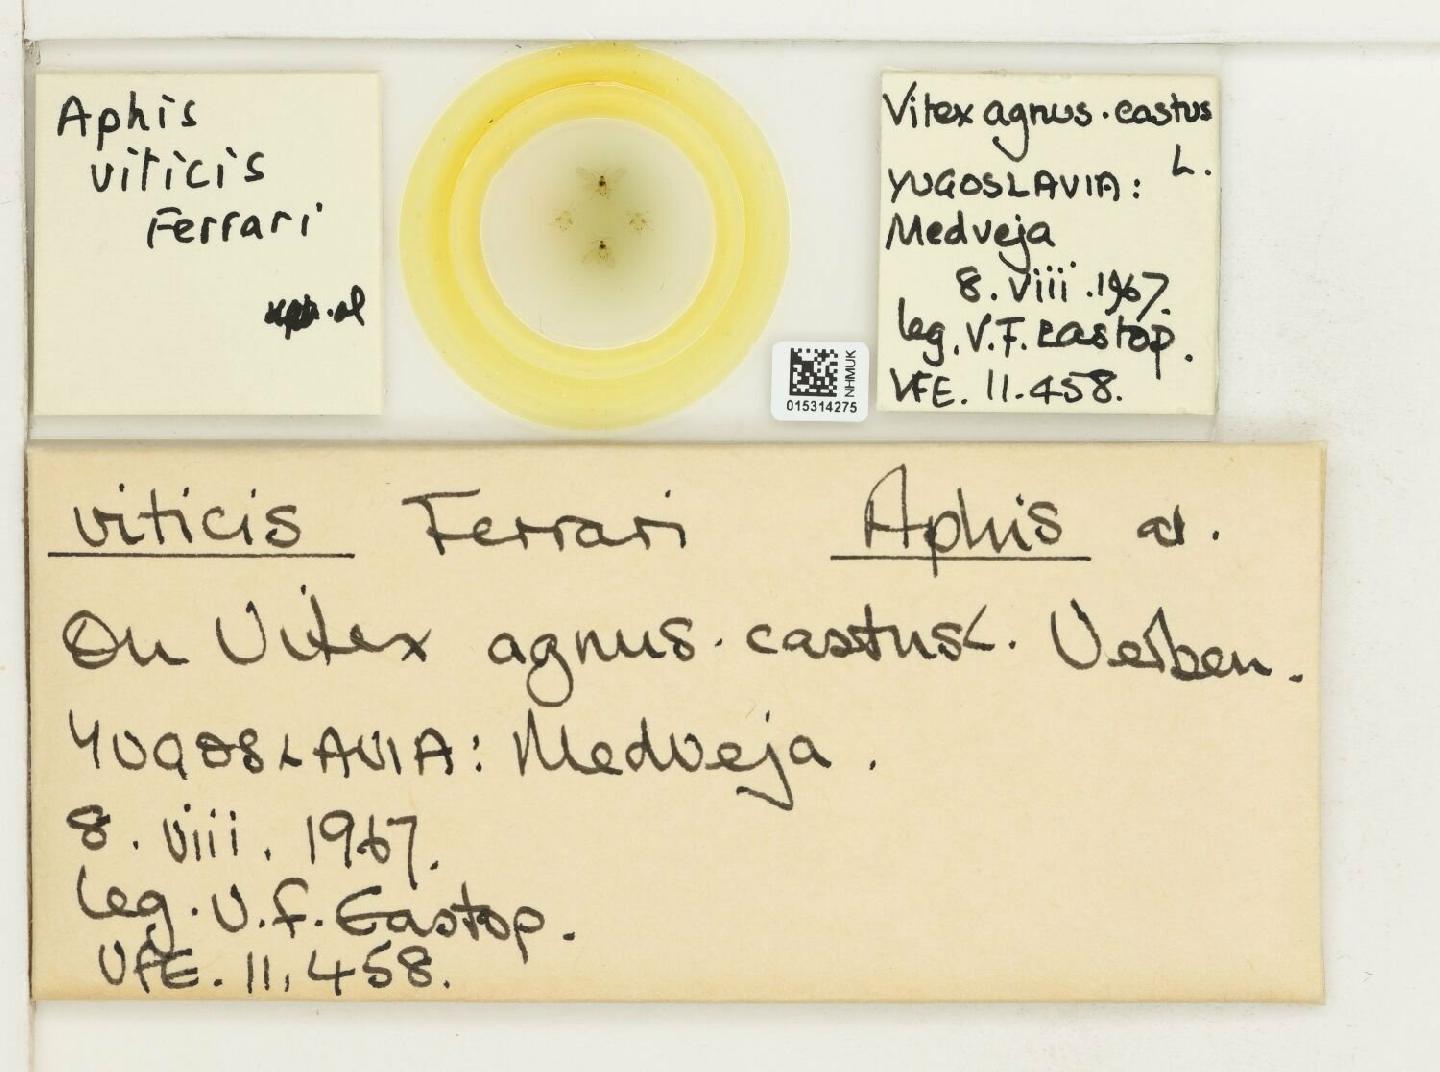 Aphis
viticis
Ferrari
al
NHMUK
015314275
Vitex agnus·castus
L.
YUGOSLAVIA:
Medveja
8. viii. 1967.
leg. V.F. Eastop.
VFE. 11.458.
viticis Ferrari Aphis al.
On Vitex agnus·castus L. Verben.
YUGOSLAVIA: Medveja.
8. viii. 1967.
leg. V.F. Eastop.
VFE. 11.458.